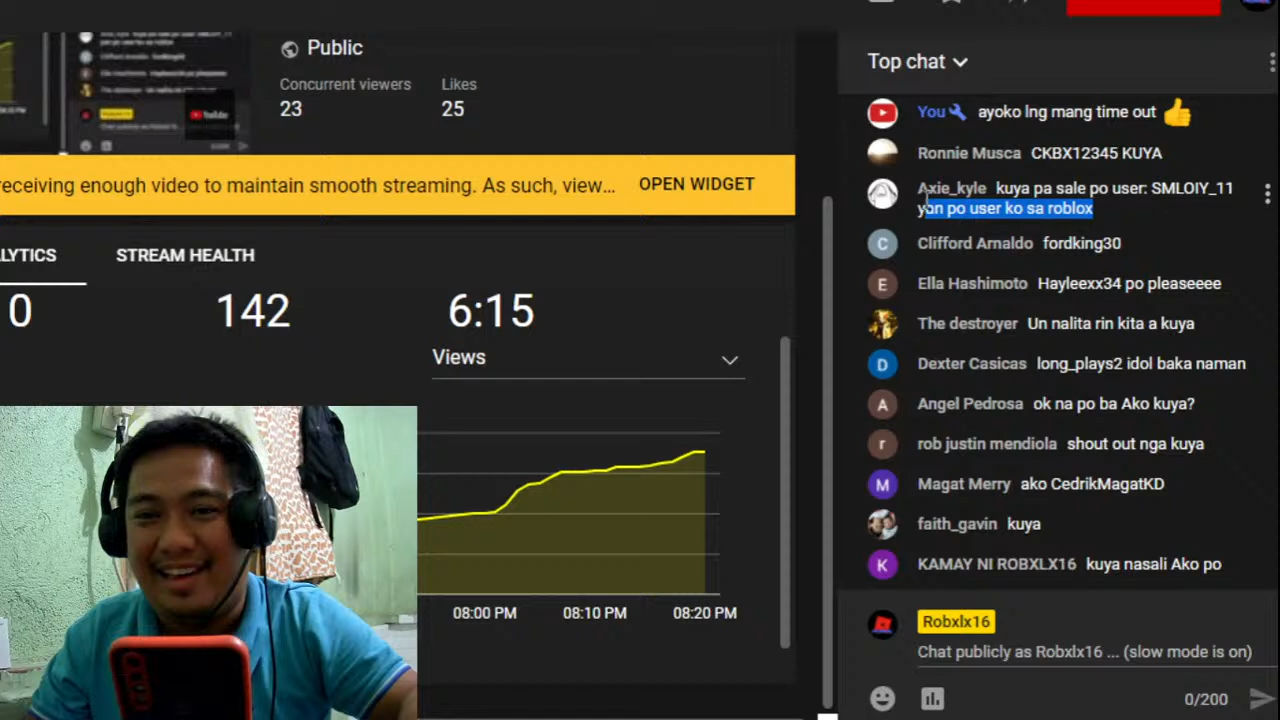 Public
Concurrent viewers
23
Likes
25
receiving enough video to maintain smooth streaming. As such, view... OPEN WIDGET
LYTICS
STREAM HEALTH
0
142
6:15
Views
08:00 PM
08:10 PM
08:20 PM
Top chat
You ayoko lng mang time out
Ronnie Musca CKBX12345 KUYA
Axie_kyle kuya pa sale po user: SMLOIY_11
yan po user ko sa roblox
Clifford Arnaldo fordking30
Ella Hashimoto Hayleexx34 po pleaseeee
The destroyer Un nalita rin kita a kuya
Dexter Casicas long_plays2 idol baka naman
Angel Pedrosa ok na po ba Ako kuya?
rob justin mendiola shout out nga kuya
Magat Merry ako CedrikMagatKD
faith_gavin kuya
KAMAY NI ROBXLX16 kuya nasali Ako po
Robxlx16
Chat publicly as Robxlx16 ... (slow mode is on)
0/200